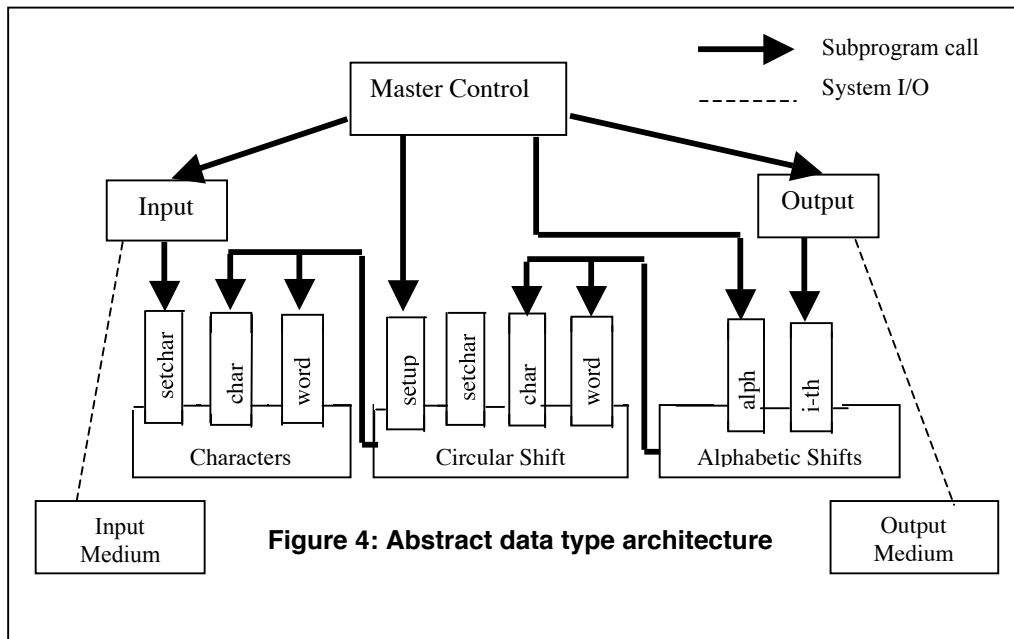 Subprogram call
System I/O
Master Control
Input
Output
setchar
char
word
setup
setchar
char
word
alph
i-th
Characters
Circular Shift
Alphabetic Shifts
Input
Medium
Output
Medium
Figure 4: Abstract data type architecture